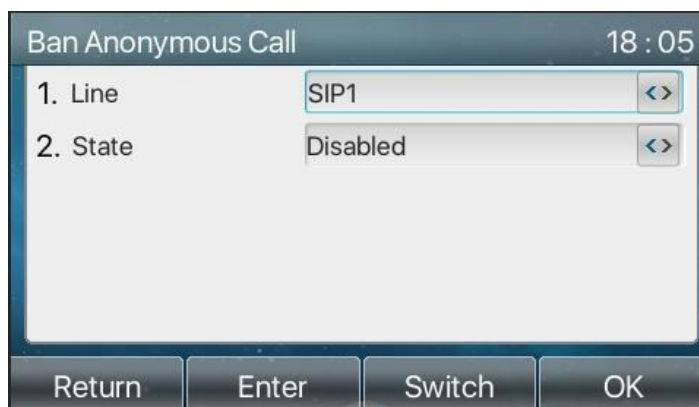 Ban Anonymous Call 18 : 05
1. Line SIP1 <>
2. State Disabled <>
Return Enter Switch OK